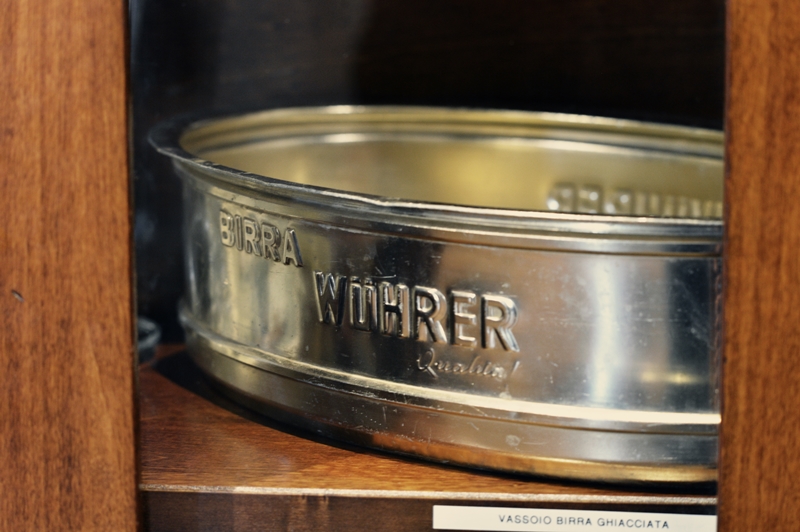 BIRRA
WÜHRER
Qualità!
VASSOIO BIRRA GHIACCIATA